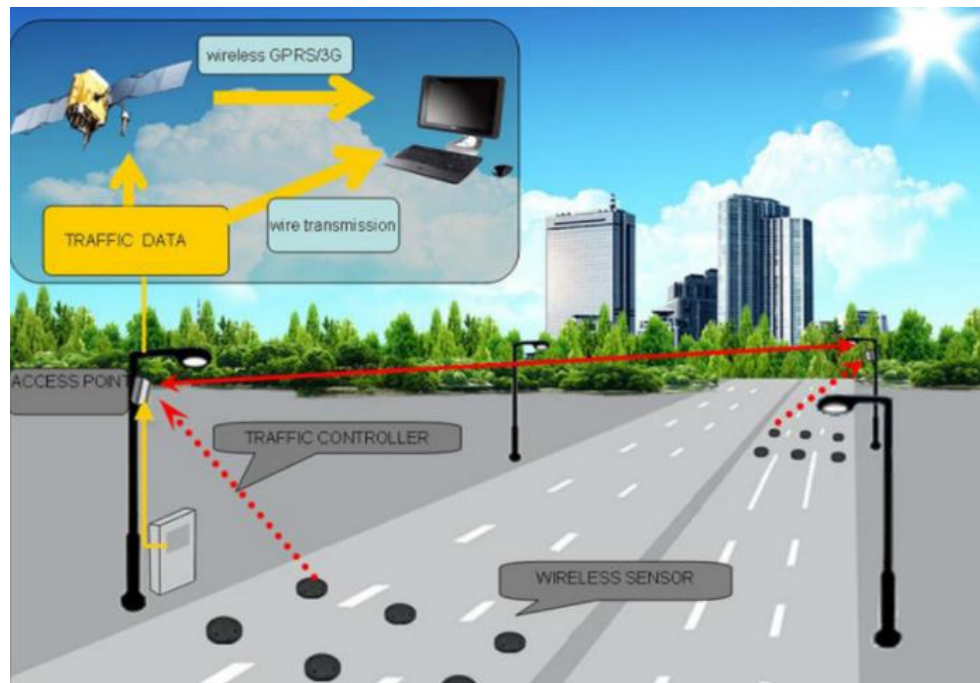 wireless GPRS/3G
wire transmission
TRAFFIC DATA
ACCESS POINT
TRAFFIC CONTROLLER
WIRELESS SENSOR